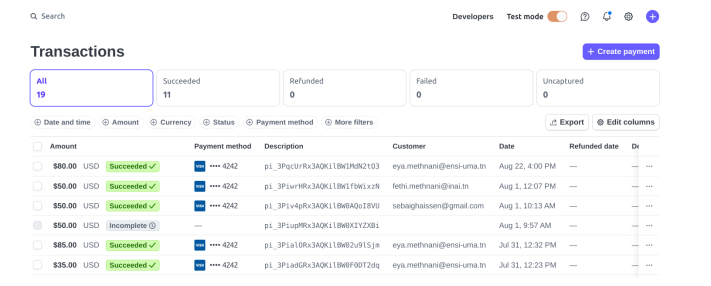 Search Developers Test mode
Transactions + Create payment
All Succeeded Refunded Failed Uncaptured
19 11 0 0 0
Date and time Amount Currency Status Payment method More filters Export Edit columns
Amount Payment method Description Customer Date Refunded date De
$80.00 USD Succeeded ✓ VISA •••• 4242 pi_3PqcUrRx3AQKilBW1MdN2tO3 eya.methnani@ensi-uma.tn Aug 22, 4:00 PM — — ···
$50.00 USD Succeeded ✓ VISA •••• 4242 pi_3PiwrHRx3AQKilBW1fbWixzN fethi.methnani@inai.tn Aug 1, 12:07 PM — — ···
$50.00 USD Succeeded ✓ VISA •••• 4242 pi_3Piv4pRx3AQKilBW0AQoI8VU sebaighaissen@gmail.com Aug 1, 10:13 AM — — ···
$50.00 USD Incomplete — pi_3PiupMRx3AQKilBW0XIYZXBi Aug 1, 9:57 AM — — ···
$85.00 USD Succeeded ✓ VISA •••• 4242 pi_3PialORx3AQKilBW02u9lSjm eya.methnani@ensi-uma.tn Jul 31, 12:32 PM — — ···
$35.00 USD Succeeded ✓ VISA •••• 4242 pi_3PiadGRx3AQKilBW0F0DT2dq eya.methnani@ensi-uma.tn Jul 31, 12:23 PM — — ···